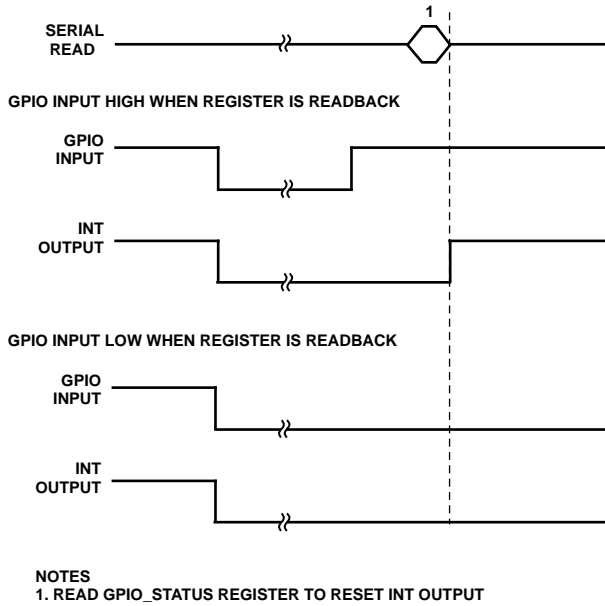 1
SERIAL
READ
GPIO INPUT HIGH WHEN REGISTER IS READBACK
GPIO
INPUT
INT
OUTPUT
GPIO INPUT LOW WHEN REGISTER IS READBACK
GPIO
INPUT
INT
OUTPUT
NOTES
1. READ GPIO_STATUS REGISTER TO RESET INT OUTPUT